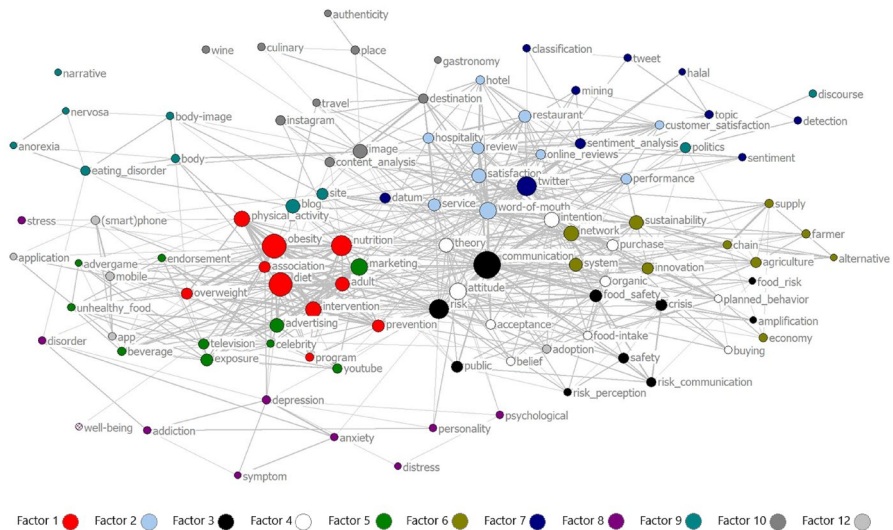 authenticity
wine
culinary
place
classification
gastronomy
tweet
narrative
hotel
halal
destination
mining
discourse
nervosa
travel
restaurant
topic
body-image
instagram
detection
customer_satisfaction
hospitality
anorexia
image
review
sentiment_analysis
politics
body
content_analysis
online_reviews
sentiment
eating_disorder
satisfaction
performance
twitter
site
datum
blog
service
word-of-mouth
supply
stress
(smart)phone
physical_activity
intention
sustainability
network
farmer
obesity
nutrition
theory
purchase
chain
application
endorsement
communication
alternative
advergame
association
marketing
system
innovation
agriculture
mobile
diet
adult
organic
food_risk
overweight
attitude
food_safety
planned_behavior
unhealthy_food
intervention
risk
crisis
advertising
prevention
acceptance
amplification
app
food-intake
economy
disorder
television
celebrity
adoption
buying
beverage
exposure
program
belief
safety
youtube
public
risk_communication
risk_perception
depression
psychological
well-being
addiction
personality
anxiety
distress
symptom
Factor 1 Factor 2 Factor 3 Factor 4 Factor 5 Factor 6 Factor 7 Factor 8 Factor 9 Factor 10 Factor 12